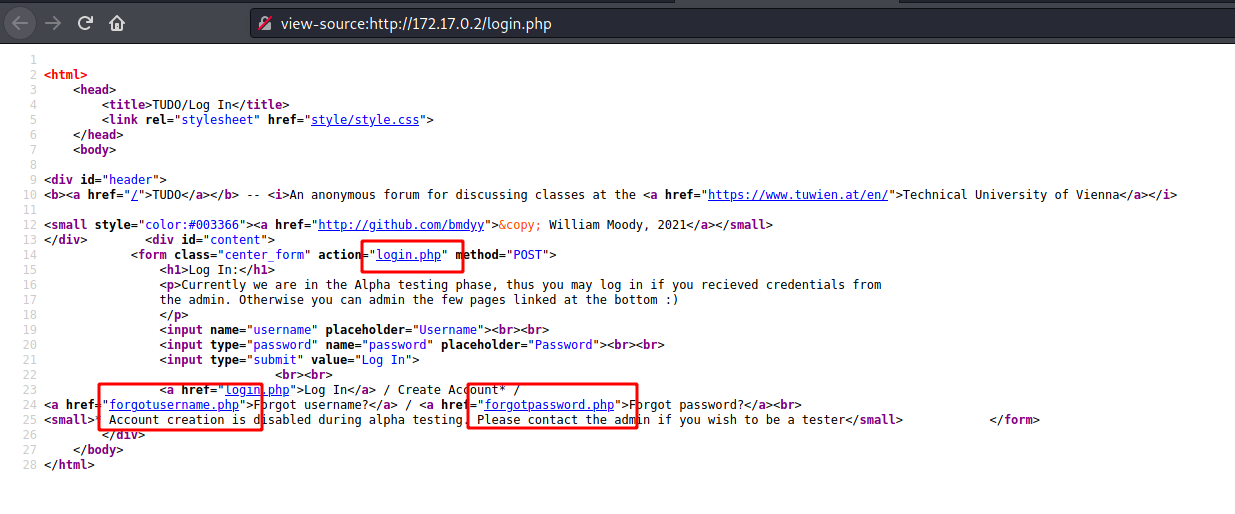 view-source:http://172.17.0.2/login.php
1
2 <html>
3 <head>
4 <title>TUDO/Log In</title>
5 <link rel="stylesheet" href="style/style.css">
6 </head>
7 <body>
8
9 <div id="header">
10 <b><a href="/">TUDO</a></b> -- <i>An anonymous forum for discussing classes at the <a href="https://www.tuwien.at/en/">Technical University of Vienna</a></i>
11
12 <small style="color:#003366"><a href="http://github.com/bmdyy">&copy; William Moody, 2021</a></small>
13 </div> <div id="content">
14 <form class="center_form" action="login.php" method="POST">
15 <h1>Log In:</h1>
16 <p>Currently we are in the Alpha testing phase, thus you may log in if you recieved credentials from
17 the admin. Otherwise you can admin the few pages linked at the bottom :)
18 </p>
19 <input name="username" placeholder="Username"><br><br>
20 <input type="password" name="password" placeholder="Password"><br><br>
21 <input type="submit" value="Log In">
22 <br><br>
23 <a href="login.php">Log In</a> / Create Account* /
24 <a href="forgotusername.php">Forgot username?</a> / <a href="forgotpassword.php">Forgot password?</a><br>
25 <small>* Account creation is disabled during alpha testing. Please contact the admin if you wish to be a tester</small> </form>
26 </div>
27 </body>
28 </html>